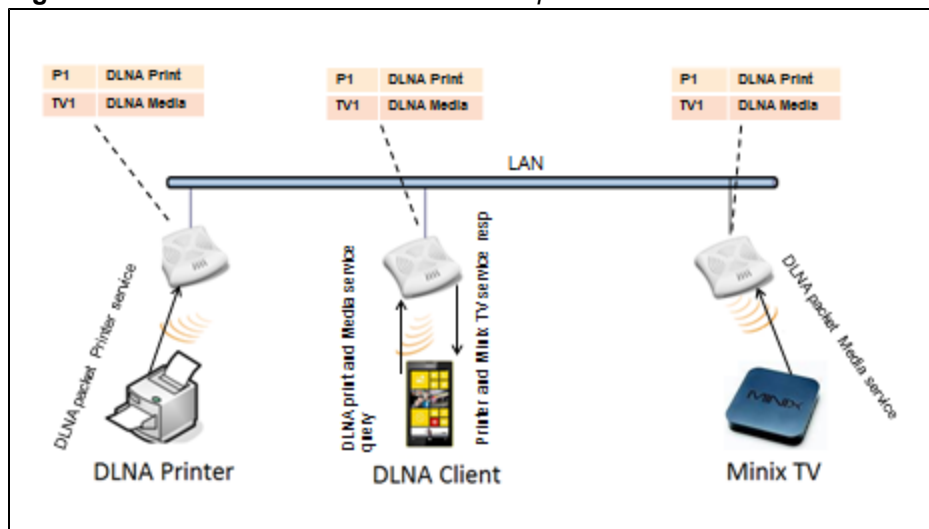 P1 DLNA Print
TV1 DLNA Media
P1 DLNA Print
TV1 DLNA Media
P1 DLNA Print
TV1 DLNA Media
LAN
DLNA packet Printer service
DLNA print and Media service
query
Printer and Minix TV service resp
DLNA packet Media service
MINIX
DLNA Printer
DLNA Client
Minix TV